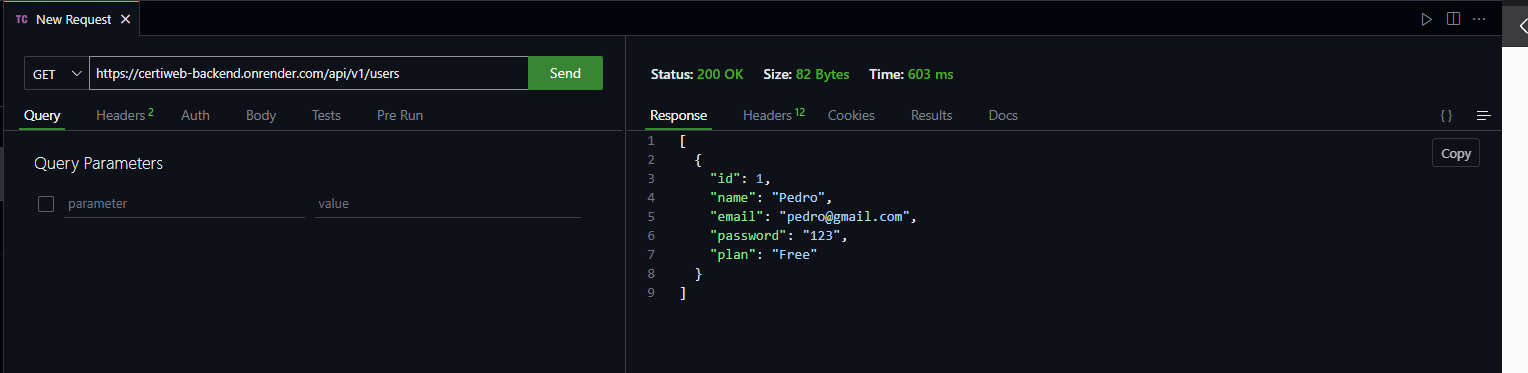 TC New Request
GET https://certiweb-backend.onrender.com/api/v1/users Send
Query Headers 2 Auth Body Tests Pre Run
Query Parameters
parameter value
Status: 200 OK Size: 82 Bytes Time: 603 ms
Response Headers 12 Cookies Results Docs { }
Copy
1 [
2 {
3 "id": 1,
4 "name": "Pedro",
5 "email": "pedro@gmail.com",
6 "password": "123",
7 "plan": "Free"
8 }
9 ]